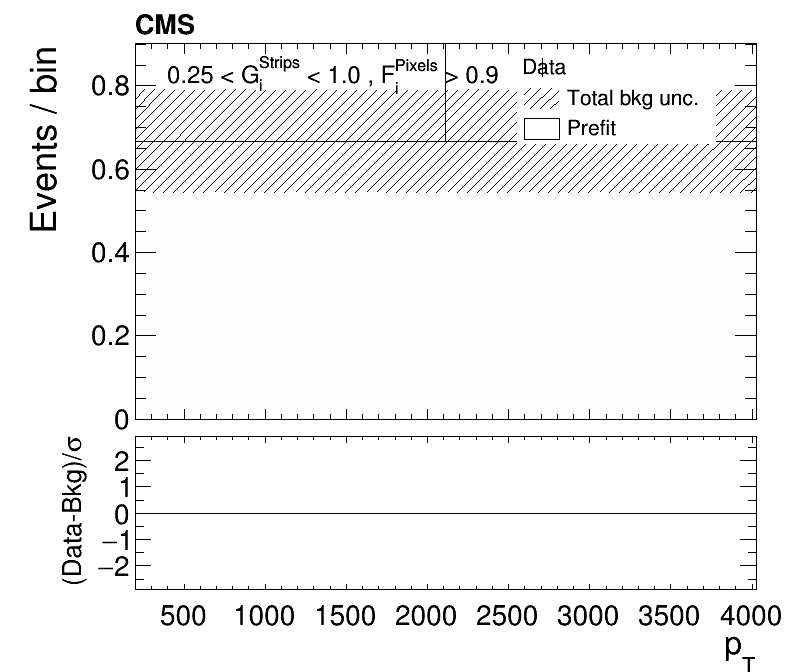 CMS
Events / bin
0.25 < G_i^Strips < 1.0 , F_i^Pixels > 0.9
Data
Total bkg unc.
Prefit
0.8
0.6
0.4
0.2
0
(Data-Bkg)/σ
2
1
0
−1
−2
500 1000 1500 2000 2500 3000 3500 4000
p_T